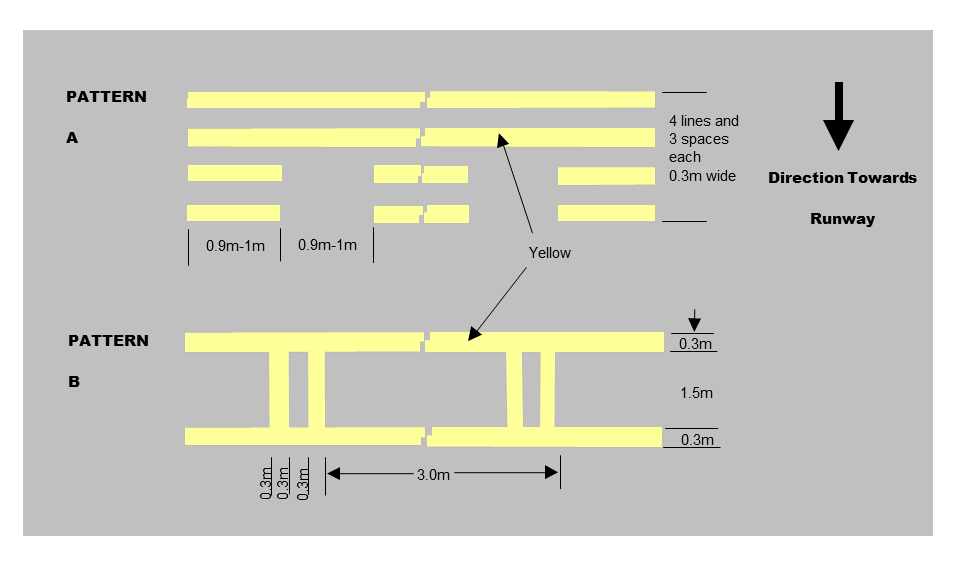 PATTERN
A
4 lines and
3 spaces
each
0.3m wide
Direction Towards
Runway
0.9m-1m
0.9m-1m
Yellow
PATTERN
B
0.3m
1.5m
0.3m
0.3m
0.3m
0.3m
3.0m